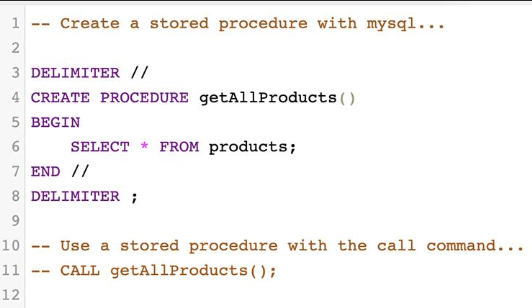 1 -- Create a stored procedure with mysql...
2
3 DELIMITER //
4 CREATE PROCEDURE getAllProducts()
5 BEGIN
6     SELECT * FROM products;
7 END //
8 DELIMITER ;
9
10 -- Use a stored procedure with the call command...
11 -- CALL getAllProducts();
12